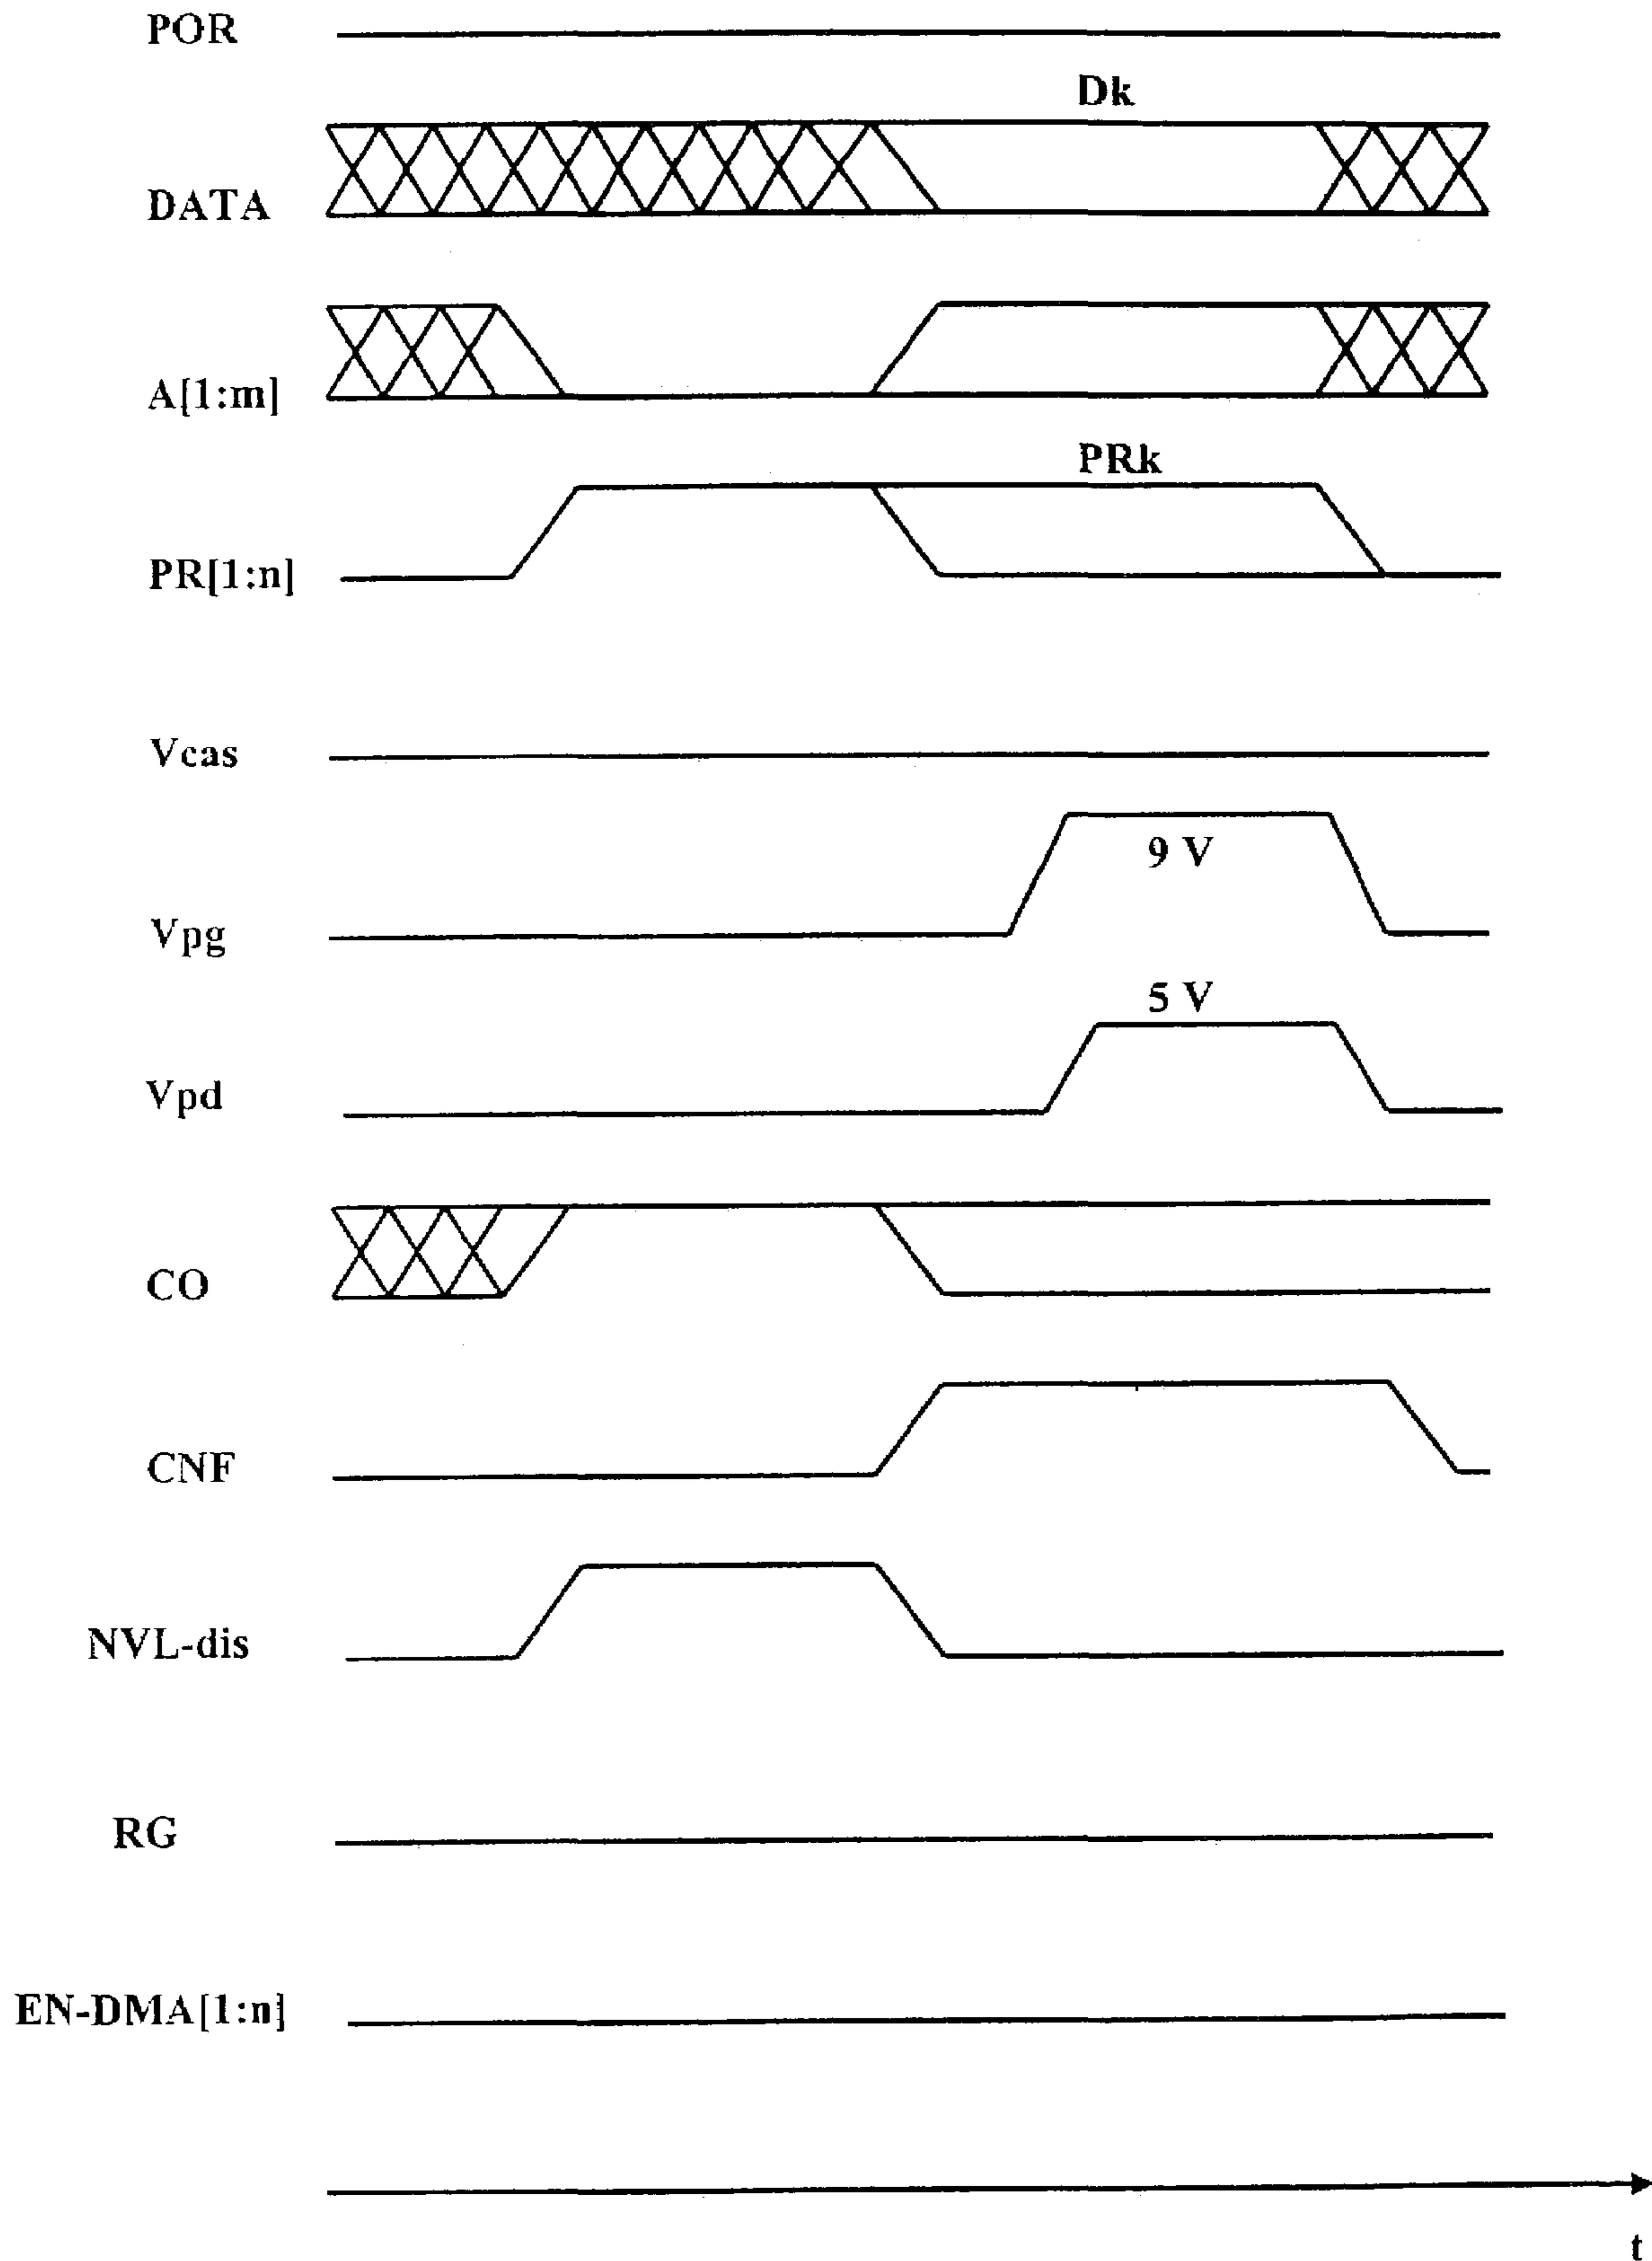 POR
Dk
DATA
A[1:m]
PRk
PR[1:n]
Vcas
9 V
Vpg
5 V
Vpd
CO
CNF
NVL-dis
RG
EN-DMA[1:n]
t